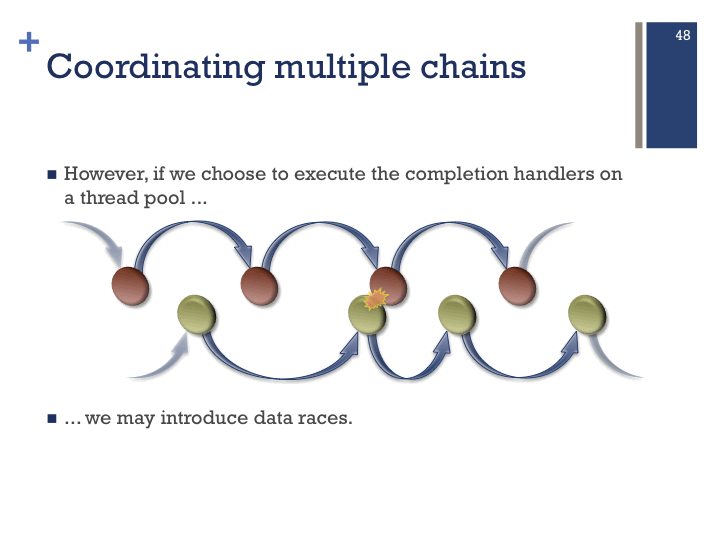 48
+
Coordinating multiple chains
However, if we choose to execute the completion handlers on
a thread pool ...
... we may introduce data races.